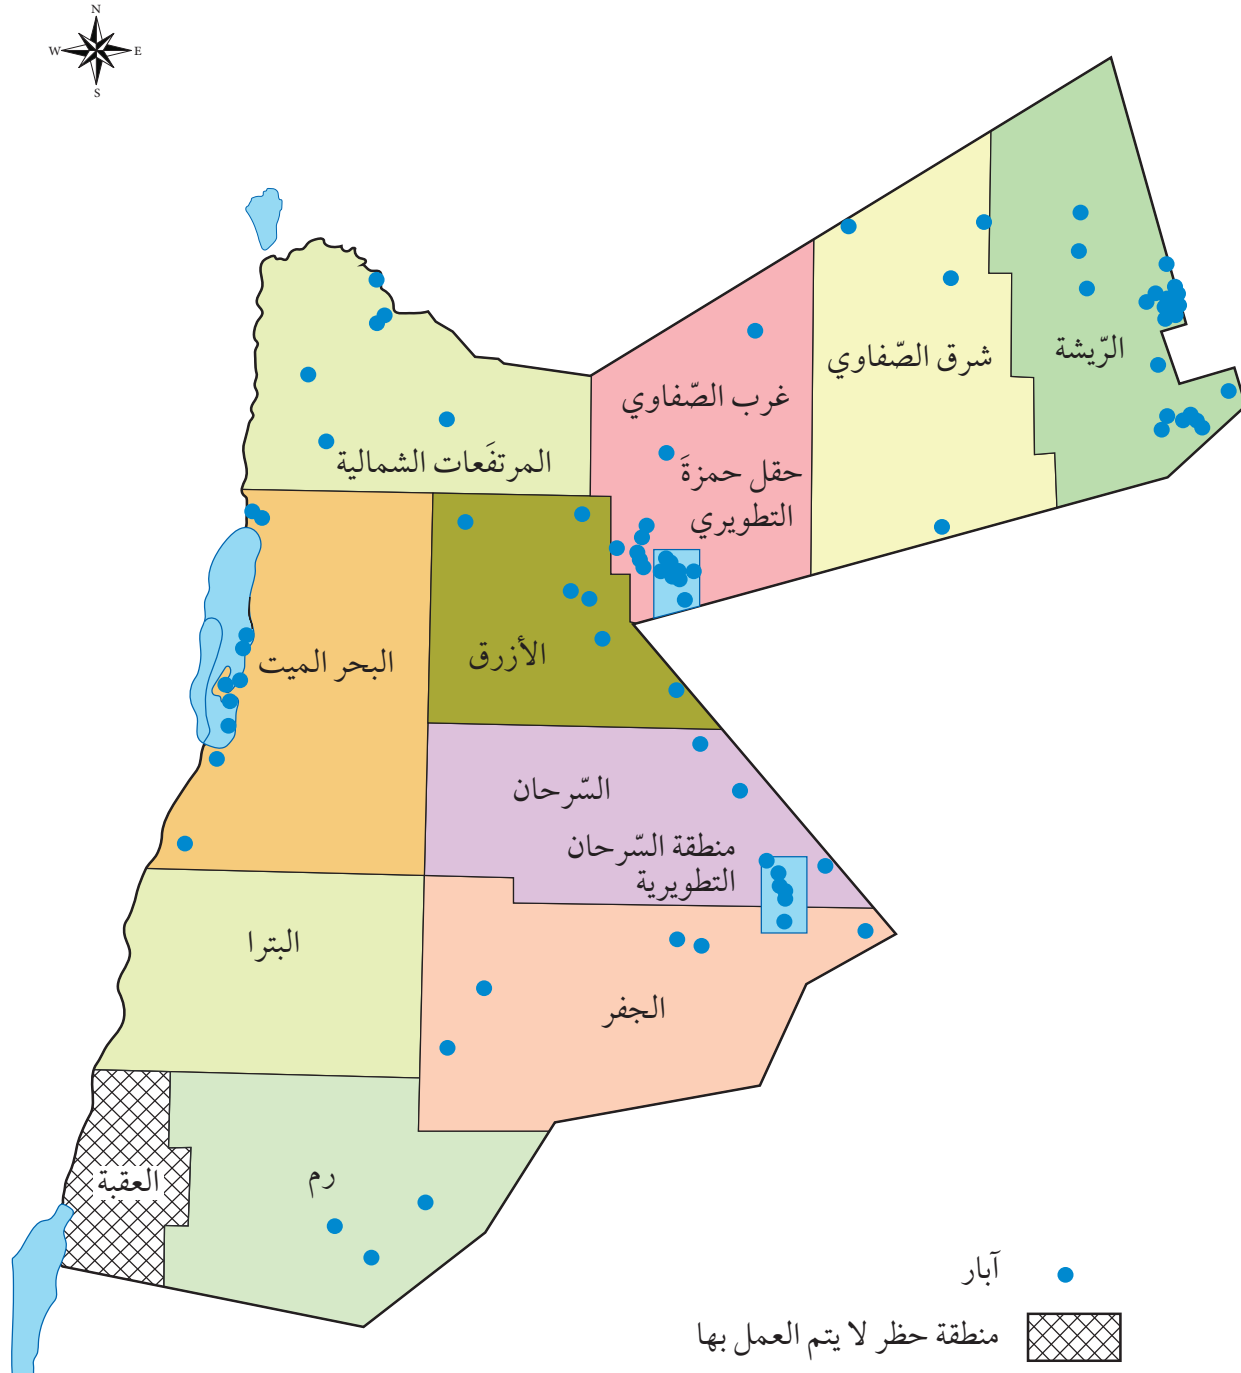 N
W E
S
الرّيشة
شرق الصّفاوي
غرب الصّفاوي
حقل حمزةَ
التطويري
المرتفَعات الشمالية
الأزرق
البحر الميت
السّرحان
منطقة السّرحان
التطويرية
البترا
الجفر
رم
العقبة
آبار
منطقة حظر لا يتم العمل بها